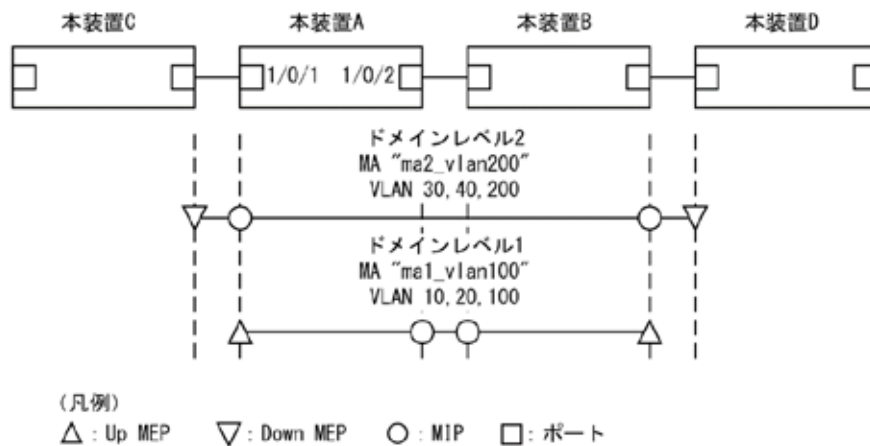 本装置C 本装置A 本装置B 本装置D
1/0/1 1/0/2
ドメインレベル2
MA "ma2_vlan200"
VLAN 30,40,200
ドメインレベル1
MA "ma1_vlan100"
VLAN 10,20,100
(凡例)
△ : Up MEP ▽ : Down MEP ○ : MIP □ : ポート